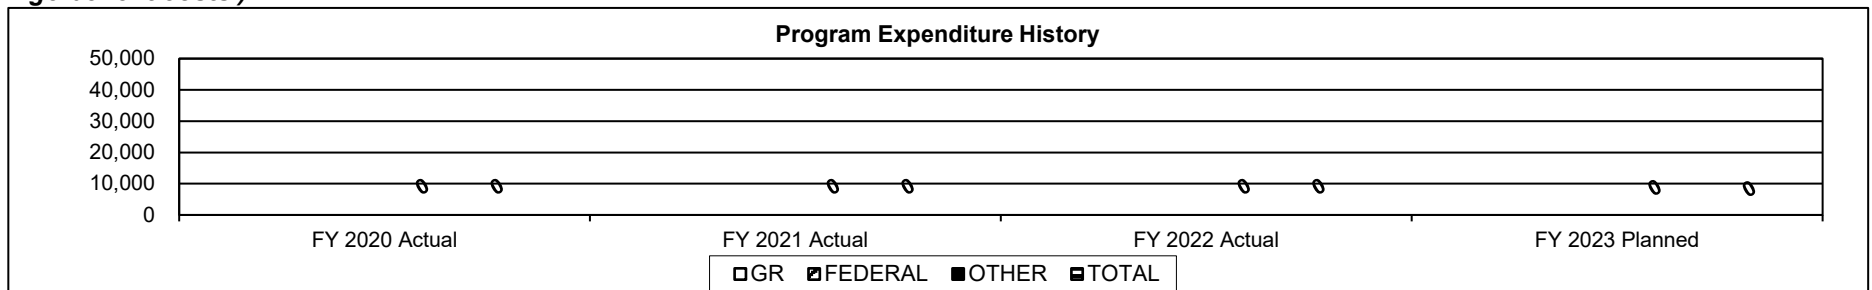 Program Expenditure History
50,000
40,000
30,000
20,000
10,000
0
0 0 0 0 0 0 0 0
FY 2020 Actual FY 2021 Actual FY 2022 Actual FY 2023 Planned
GR FEDERAL OTHER TOTAL